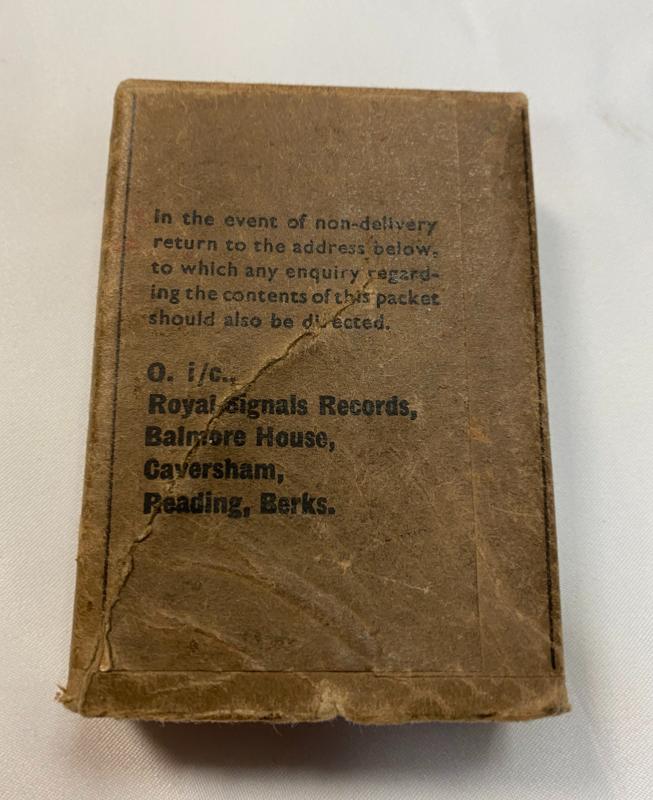 In the event of non-delivery
return to the address below,
to which any enquiry regard-
ing the contents of this packet
should also be directed.
O. i/c.,
Royal Signals Records,
Balmore House,
Caversham,
Reading, Berks.